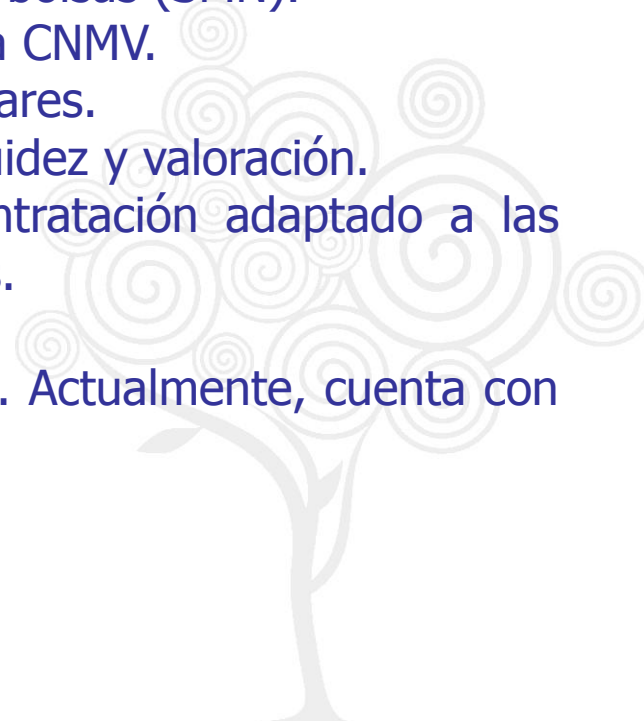 CNMV.
ares.
uidez y valoración.
ntratación adaptado a las
. Actualmente, cuenta con